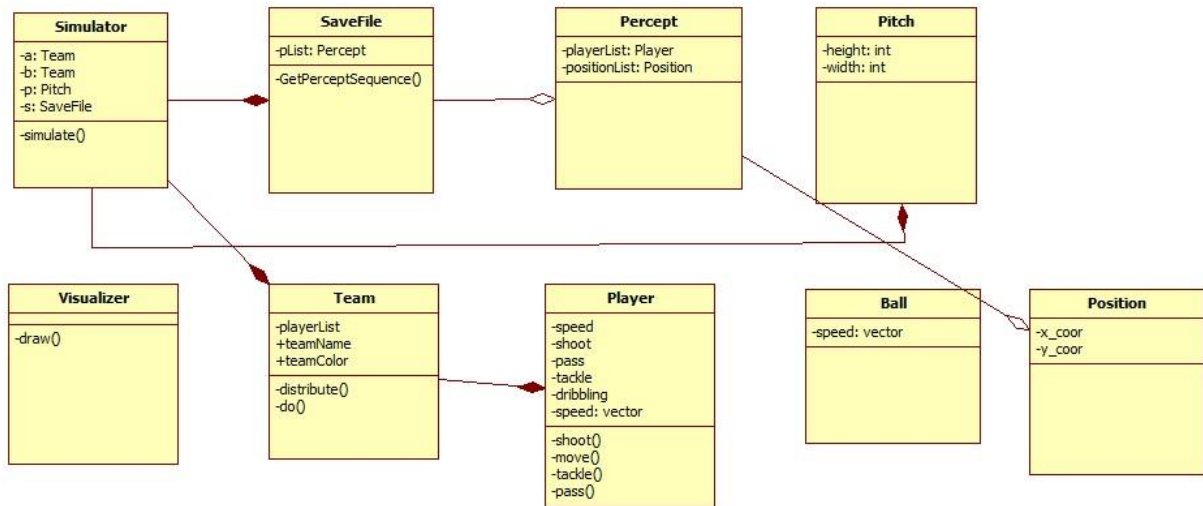 Simulator
-a: Team
-b: Team
-p: Pitch
-s: SaveFile
-simulate()
SaveFile
-pList: Percept
-GetPerceptSequence()
Percept
-playerList: Player
-positionList: Position
Pitch
-height: int
-width: int
Visualizer
-draw()
Team
-playerList
+teamName
+teamColor
-distribute()
-do()
Player
-speed
-shoot
-pass
-tackle
-dribbling
-speed: vector
-shoot()
-move()
-tackle()
-pass()
Ball
-speed: vector
Position
-x_coor
-y_coor